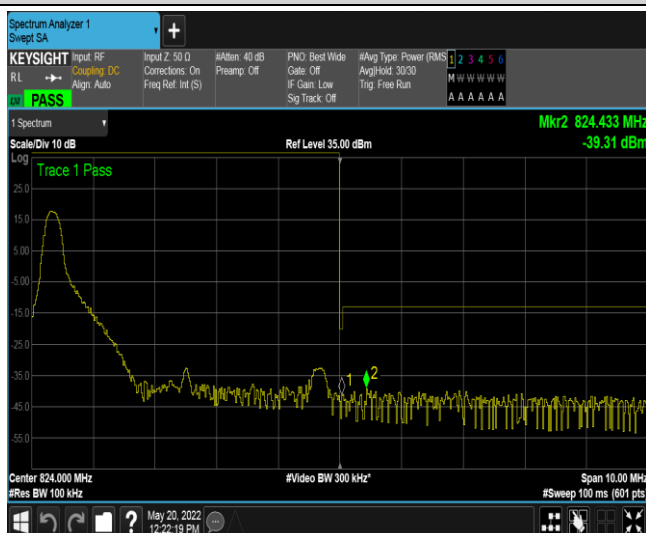 Spectrum Analyzer 1
Swept SA
+
KEYSIGHT Input: RF Input Z: 50 Ω #Atten: 40 dB PNO: Best Wide #Avg Type: Power (RMS 1 2 3 4 5 6
RL Coupling: DC Corrections: On Preamp: Off Gate: Off Avg|Hold: 30/30 M W W W W W
Align: Auto Freq Ref: Int (S) IF Gain: Low Trig: Free Run
PASS Sig Track: Off A A A A A A
1 Spectrum
Mkr2 824.433 MHz
Scale/Div 10 dB Ref Level 35.00 dBm -39.31 dBm
Log
Trace 1 Pass
25.0
15.0
5.00
-5.00
-15.0
-25.0
-35.0
1 2
-45.0
-55.0
Center 824.000 MHz #Video BW 300 kHz* Span 10.00 MHz
#Res BW 100 kHz #Sweep 100 ms (601 pts)
? May 20, 2022
12:22:19 PM